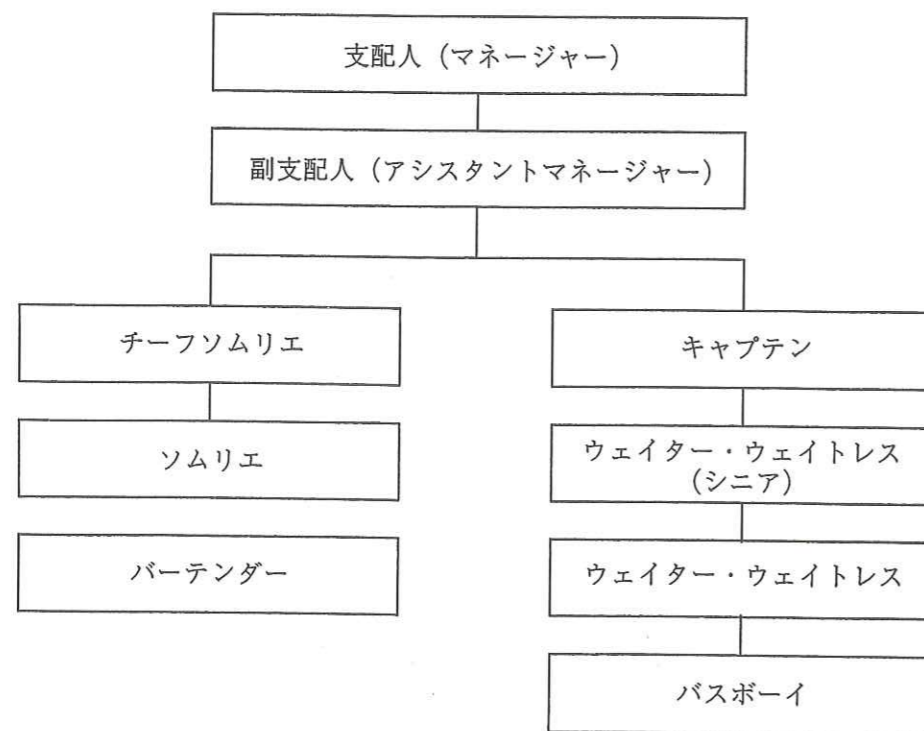 支配人（マネージャー）
副支配人（アシスタントマネージャー）
チーフソムリエ
キャプテン
ソムリエ
ウェイター・ウェイトレス
（シニア）
バーテンダー
ウェイター・ウェイトレス
バスボーイ